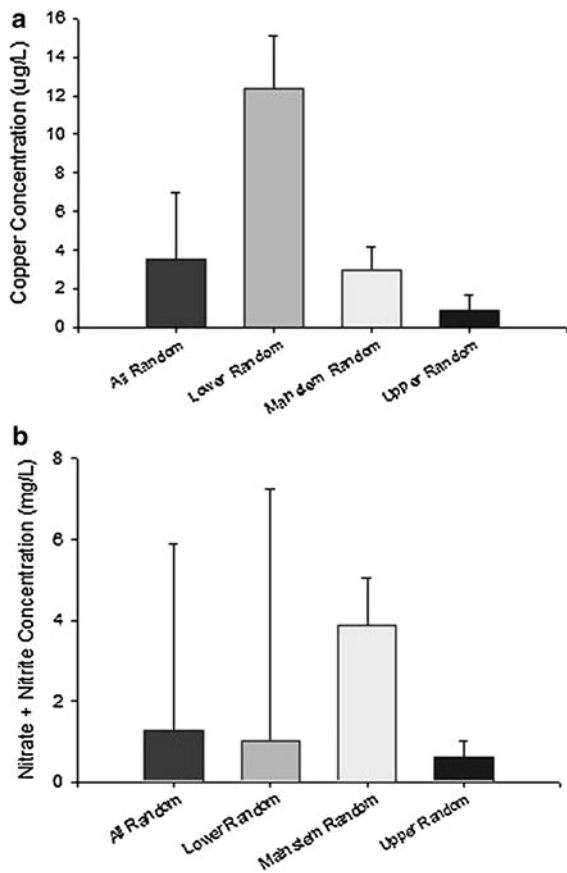 a
Copper Concentration (ug/L)
16
14
12
10
8
6
4
2
0
All Random
Lower Random
Mainstem Random
Upper Random
b
Nitrate + Nitrite Concentration (mg/L)
8
6
4
2
0
All Random
Lower Random
Mainstem Random
Upper Random